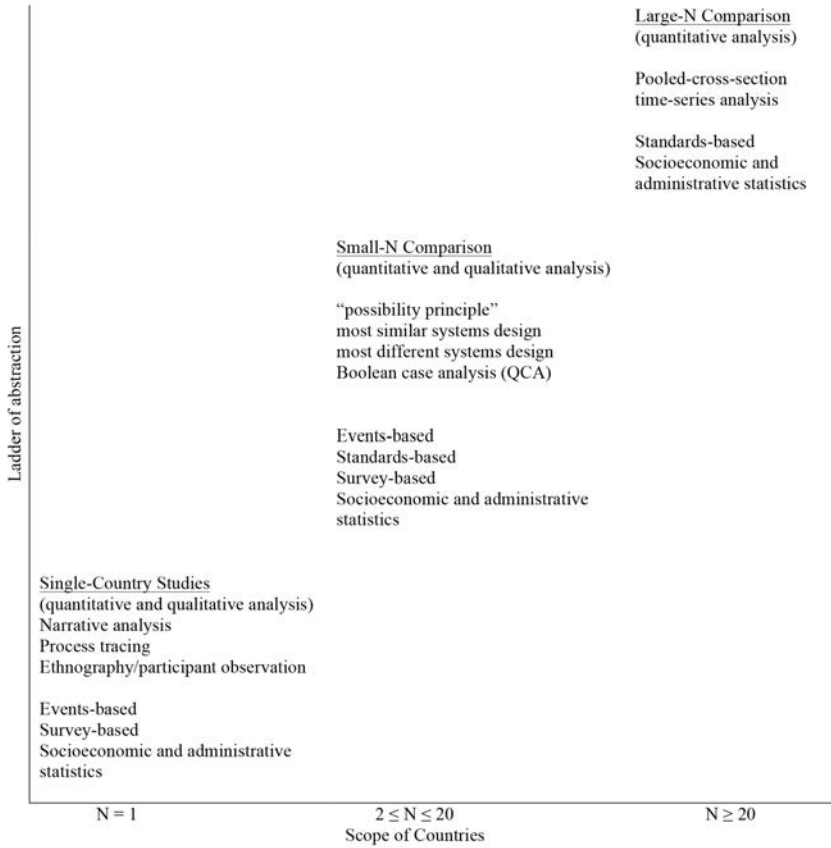 Large-N Comparison
(quantitative analysis)
Pooled-cross-section
time-series analysis
Standards-based
Socioeconomic and
administrative statistics
Small-N Comparison
(quantitative and qualitative analysis)
“possibility principle”
most similar systems design
most different systems design
Boolean case analysis (QCA)
Events-based
Standards-based
Survey-based
Socioeconomic and administrative
statistics
Ladder of abstraction
Single-Country Studies
(quantitative and qualitative analysis)
Narrative analysis
Process tracing
Ethnography/participant observation
Events-based
Survey-based
Socioeconomic and administrative
statistics
N = 1
2 ≤ N ≤ 20
N ≥ 20
Scope of Countries